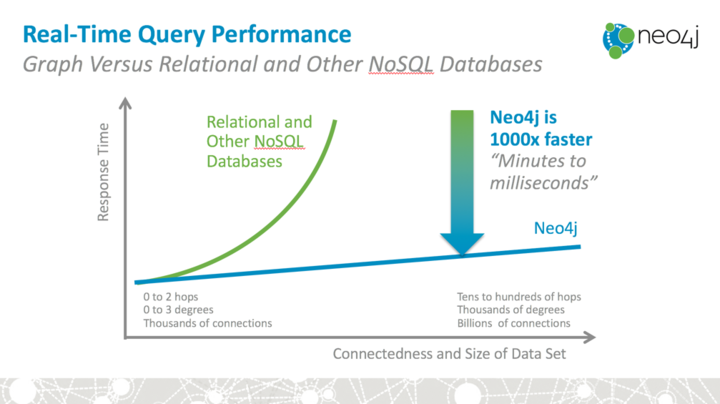 Real-Time Query Performance
Graph Versus Relational and Other NoSQL Databases
neo4j
Response Time
Relational and
Other NoSQL
Databases
Neo4j is
1000x faster
“Minutes to
milliseconds”
Neo4j
0 to 2 hops
0 to 3 degrees
Thousands of connections
Tens to hundreds of hops
Thousands of degrees
Billions of connections
Connectedness and Size of Data Set